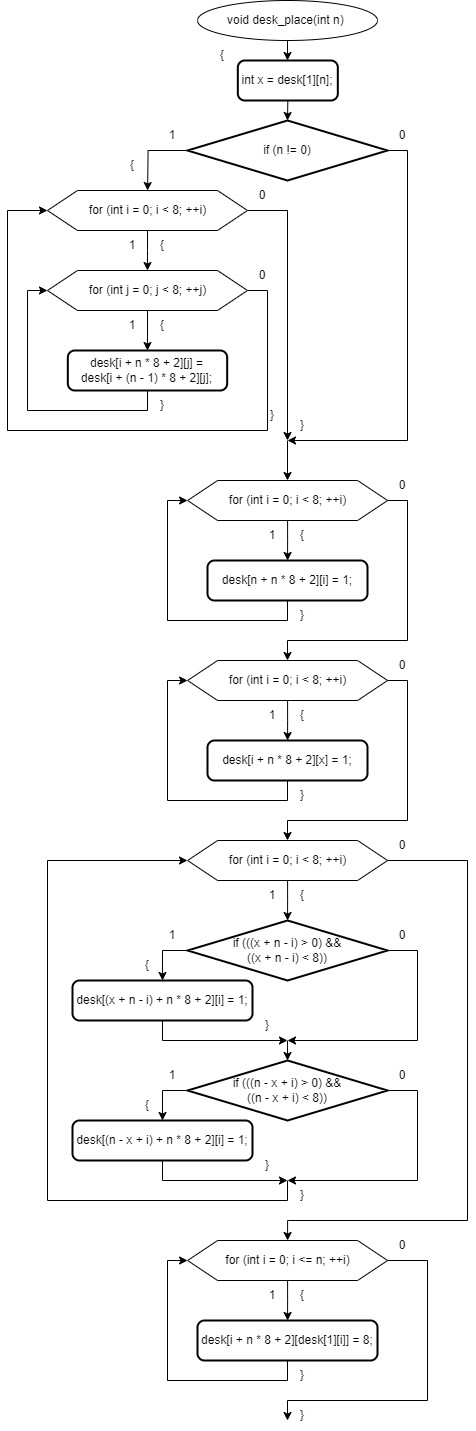 void desk_place(int n)
{
int x = desk[1][n];
1
0
if (n != 0)
{
0
for (int i = 0; i < 8; ++i)
1
{
0
for (int j = 0; j < 8; ++j)
1
{
desk[i + n * 8 + 2][j] =
desk[i + (n - 1) * 8 + 2][j];
}
}
}
0
for (int i = 0; i < 8; ++i)
1
{
desk[n + n * 8 + 2][i] = 1;
}
0
for (int i = 0; i < 8; ++i)
1
{
desk[i + n * 8 + 2][x] = 1;
}
0
for (int i = 0; i < 8; ++i)
1
{
1
0
if (((x + n - i) > 0) &&
((x + n - i) < 8))
{
desk[(x + n - i) + n * 8 + 2][i] = 1;
}
1
0
if (((n - x + i) > 0) &&
((n - x + i) < 8))
{
desk[(n - x + i) + n * 8 + 2][i] = 1;
}
}
0
for (int i = 0; i <= n; ++i)
1
{
desk[i + n * 8 + 2][desk[1][i]] = 8;
}
}